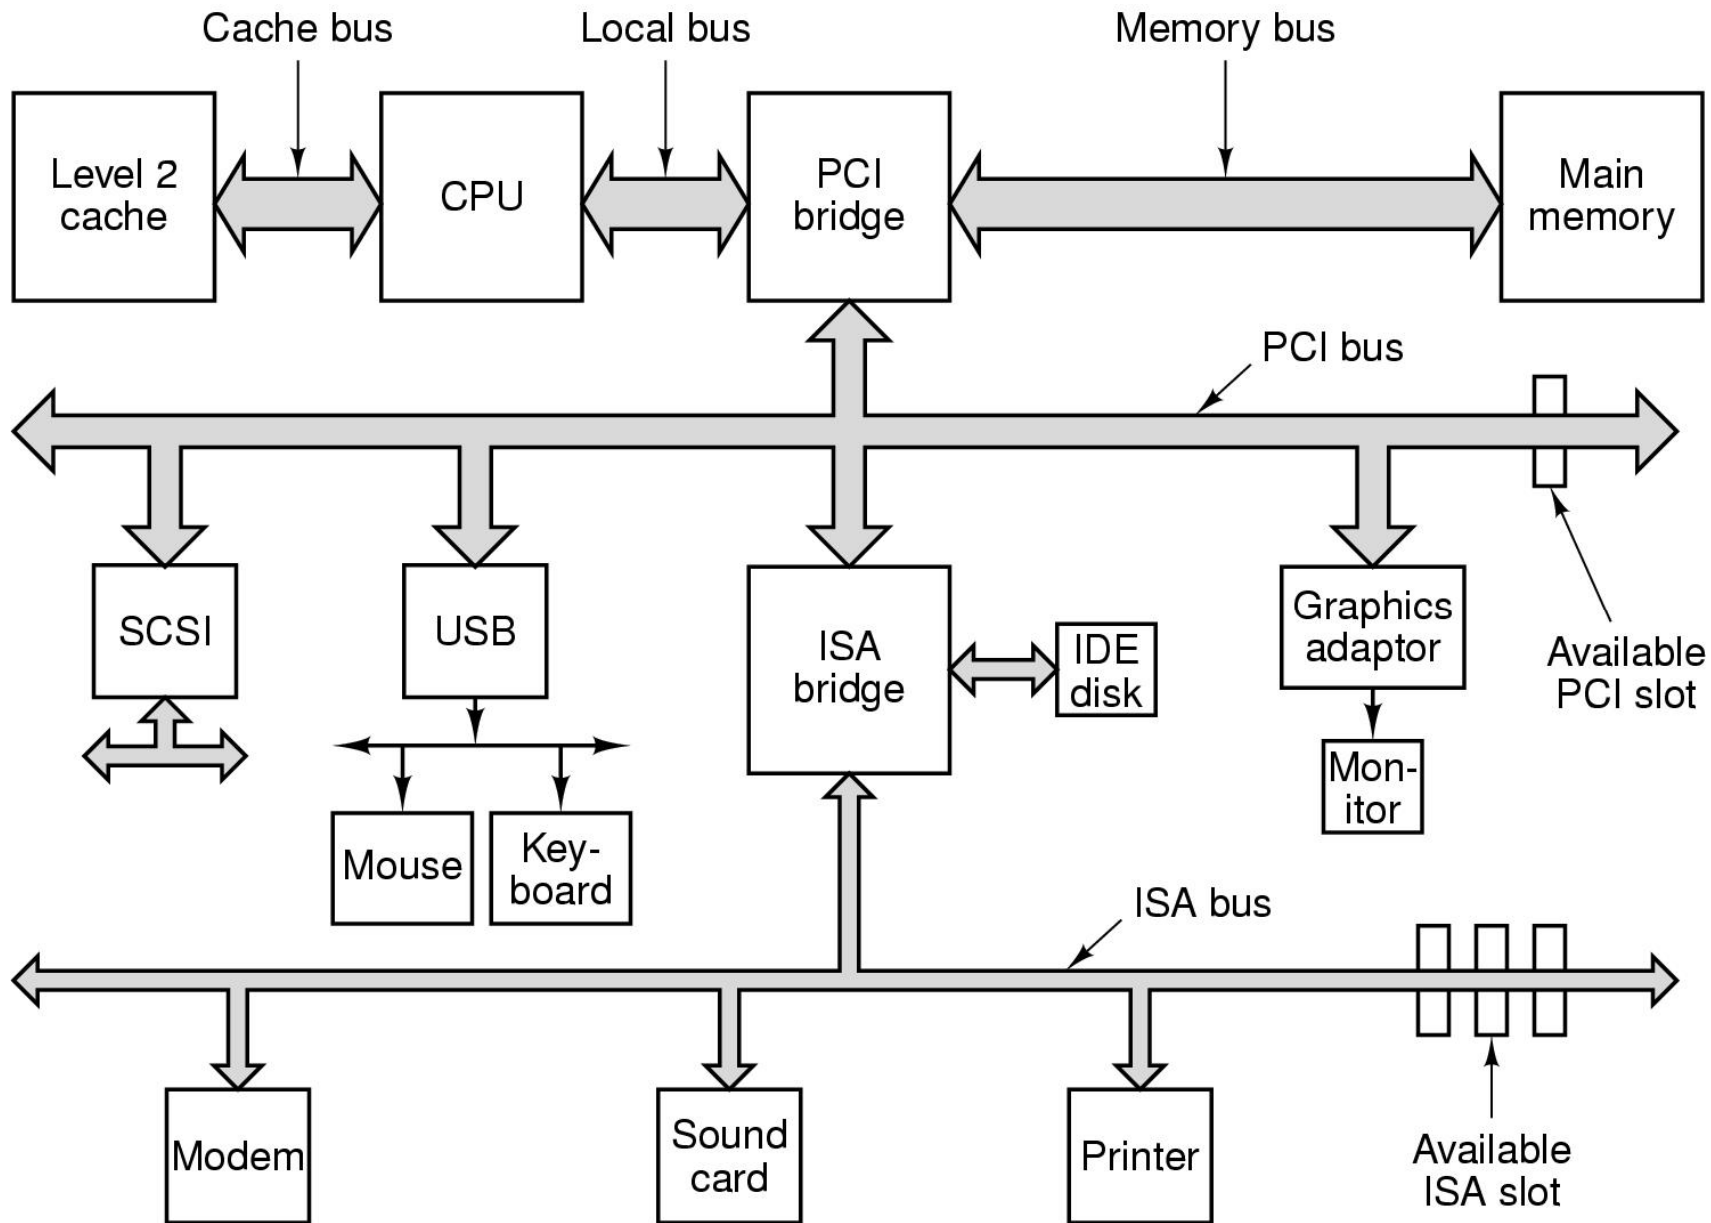 Cache bus
Local bus
Memory bus
Level 2
cache
CPU
PCI
bridge
Main
memory
PCI bus
SCSI
USB
ISA
bridge
IDE
disk
Graphics
adaptor
Available
PCI slot
Mon-
itor
Mouse
Key-
board
ISA bus
Modem
Sound
card
Printer
Available
ISA slot